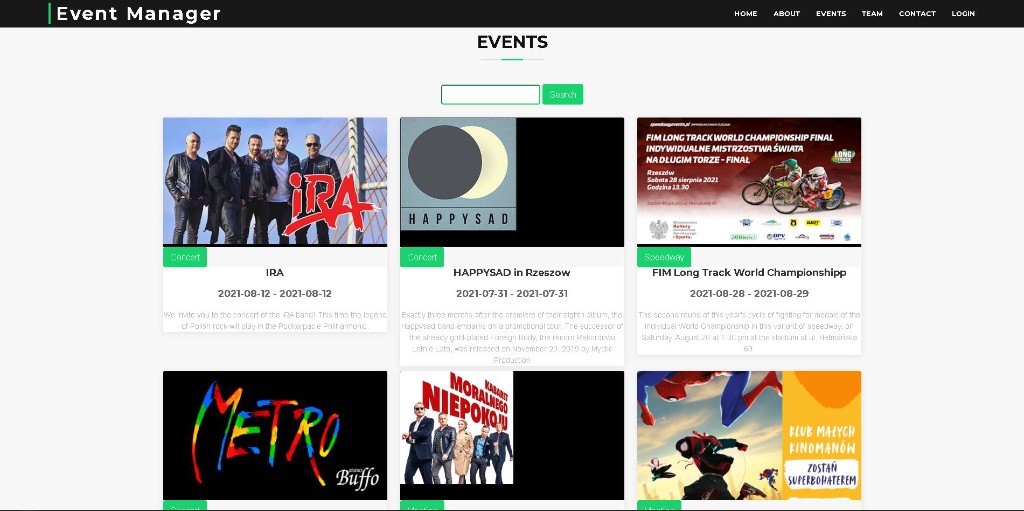 Event Manager
HOME ABOUT EVENTS TEAM CONTACT LOGIN
EVENTS
Search
IRA
Concert
IRA
2021-08-12 - 2021-08-12
We invite you to the concert of the IRA band! This time the legend
of Polish rock will play in the Podkarpacie Philharmonic.
HAPPYSAD
Concert
HAPPYSAD in Rzeszow
2021-07-31 - 2021-07-31
Exactly three months after the premiere of their eighth album, the
Happysad band embarks on a promotional tour. The successor of
the already gold-plated Foreign Body, the record Rekordowo
Letnie Lato, was released on November 29, 2019 by Mystic
Production
FIM LONG TRACK WORLD CHAMPIONSHIP FINAL
INDYWIDUALNE MISTRZOSTWA ŚWIATA
NA DŁUGIM TORZE - FINAŁ
Rzeszów
Sobota 28 sierpnia 2021
Godzina 13.30
LONG TRACK
Speedway
FIM Long Track World Championshipp
2021-08-28 - 2021-08-29
The second round of this year's cycle of fighting for medals of the
Individual World Championship in this variant of speedway, on
Saturday, August 28 at 1.30 pm at the stadium at ul. Hetmańska
69
METRO
Buffo
KABARET
MORALNEGO
NIEPOKOJU
KLUB MAŁYCH
KINOMANÓW
ZOSTAŃ
SUPERBOHATEREM